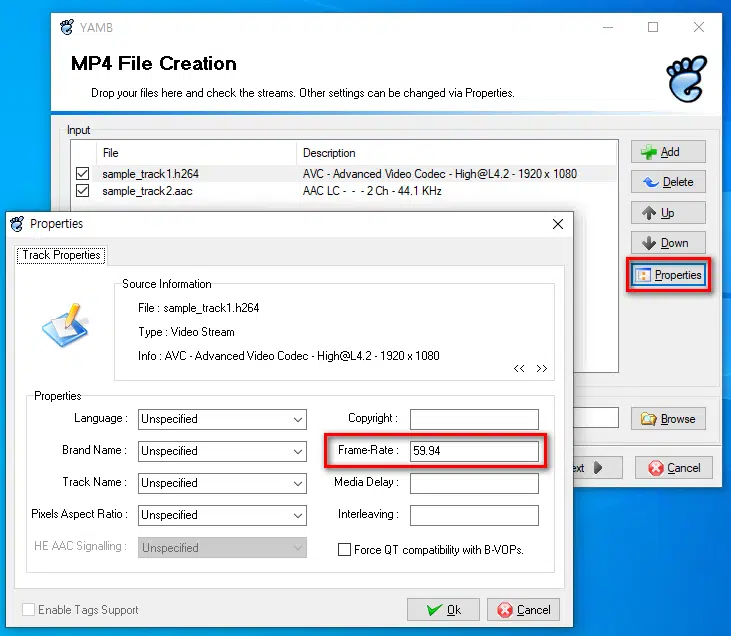 YAMB
MP4 File Creation
Drop your files here and check the streams. Other settings can be changed via Properties.
Input
File Description
sample_track1.h264 AVC - Advanced Video Codec - High@L4.2 - 1920 x 1080
sample_track2.aac AAC LC - - - 2 Ch - 44.1 KHz
Add
Delete
Up
Down
Properties
Browse
ext
Cancel
Properties
Track Properties
Source Information
File : sample_track1.h264
Type : Video Stream
Info : AVC - Advanced Video Codec - High@L4.2 - 1920 x 1080
<< >>
Properties
Language : Unspecified Copyright :
Brand Name : Unspecified Frame-Rate : 59.94
Track Name : Unspecified Media Delay :
Pixels Aspect Ratio : Unspecified Interleaving :
HE AAC Signalling : Unspecified Force QT compatibility with B-VOPs.
Enable Tags Support Ok Cancel